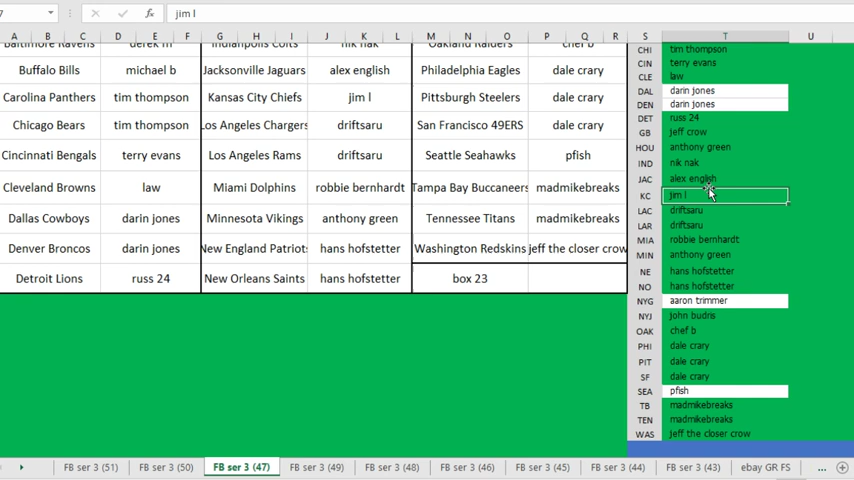 7 fx jim l
A B C D E F G H I J K L M N O P Q R S T U
Baltimore Ravens derek m Indianapolis Colts nik nak Oakland Raiders chef b
Buffalo Bills michael b Jacksonville Jaguars alex english Philadelphia Eagles dale crary
Carolina Panthers tim thompson Kansas City Chiefs jim l Pittsburgh Steelers dale crary
Chicago Bears tim thompson Los Angeles Chargers driftsaru San Francisco 49ERS dale crary
Cincinnati Bengals terry evans Los Angeles Rams driftsaru Seattle Seahawks pfish
Cleveland Browns law Miami Dolphins robbie bernhardt Tampa Bay Buccaneers madmikebreaks
Dallas Cowboys darin jones Minnesota Vikings anthony green Tennessee Titans madmikebreaks
Denver Broncos darin jones New England Patriots hans hofstetter Washington Redskins jeff the closer crow
Detroit Lions russ 24 New Orleans Saints hans hofstetter box 23
CHI tim thompson
CIN terry evans
CLE law
DAL darin jones
DEN darin jones
DET russ 24
GB jeff crow
HOU anthony green
IND nik nak
JAC alex english
KC jim l
LAC driftsaru
LAR driftsaru
MIA robbie bernhardt
MIN anthony green
NE hans hofstetter
NO hans hofstetter
NYG aaron trimmer
NYJ john budris
OAK chef b
PHI dale crary
PIT dale crary
SF dale crary
SEA pfish
TB madmikebreaks
TEN madmikebreaks
WAS jeff the closer crow
FB ser 3 (51) FB ser 3 (50) FB ser 3 (47) FB ser 3 (49) FB ser 3 (48) FB ser 3 (46) FB ser 3 (45) FB ser 3 (44) FB ser 3 (43) ebay GR FS ...